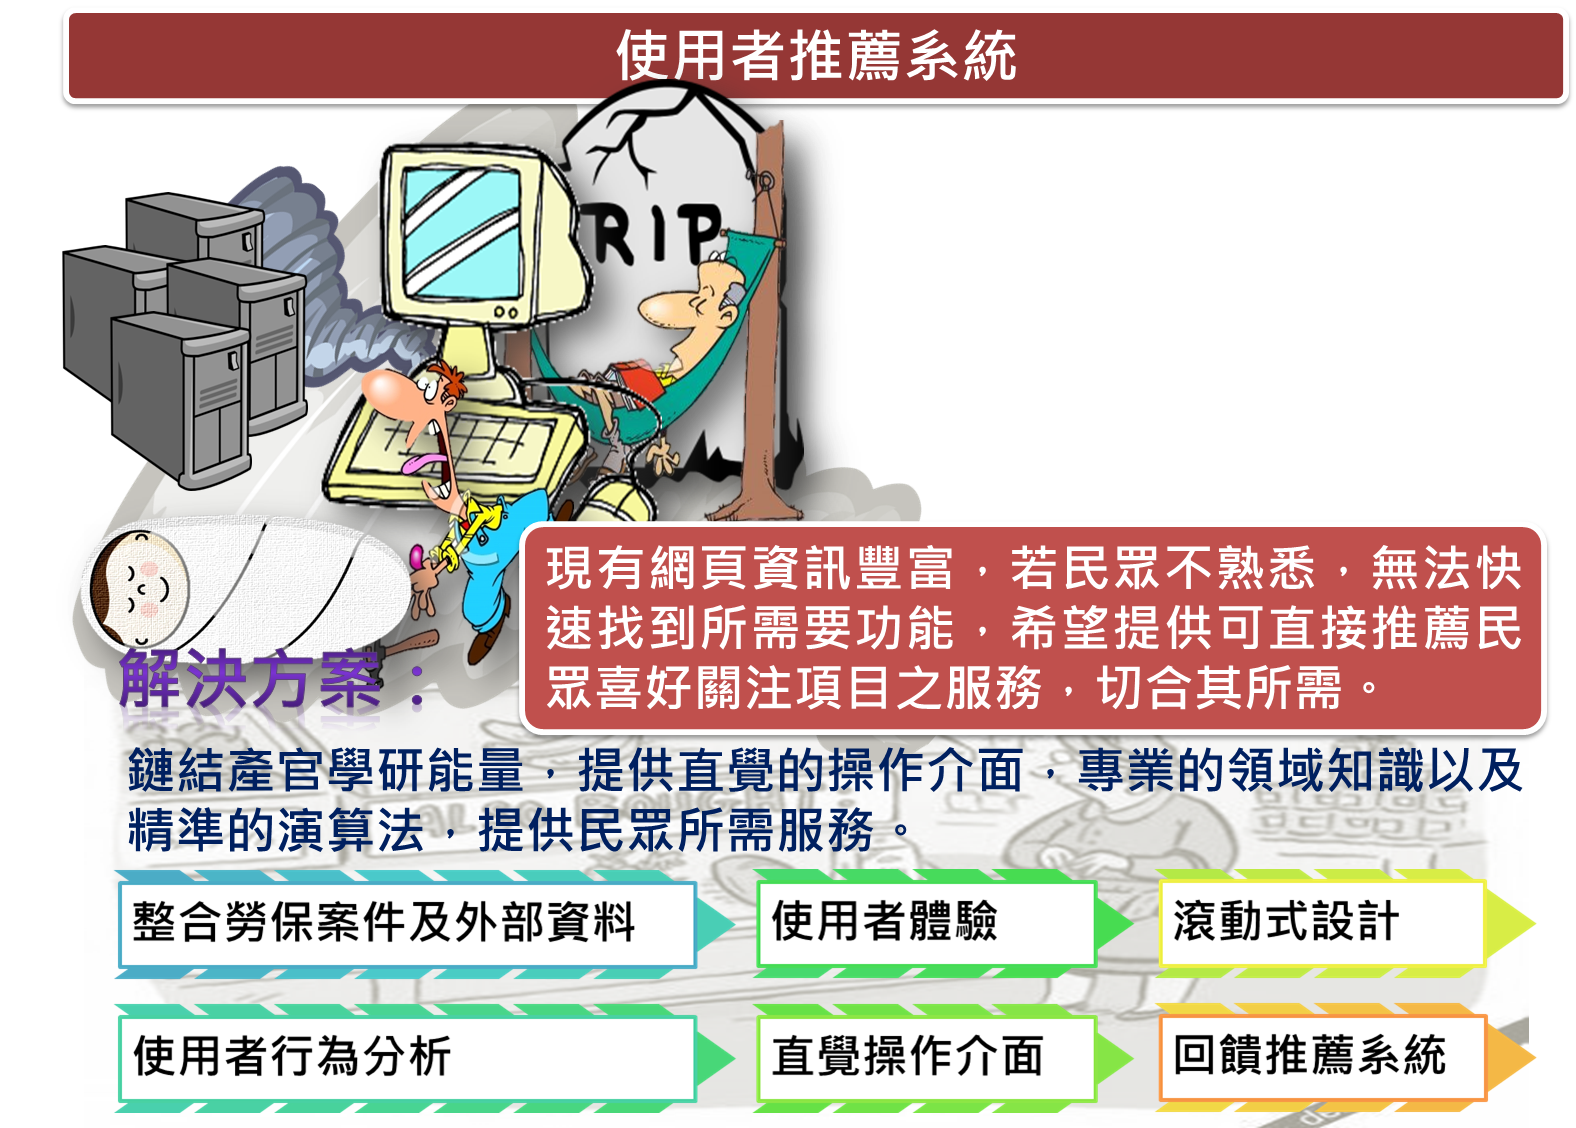 使用者推薦系統
RIP
現有網頁資訊豐富，若民眾不熟悉，無法快
速找到所需要功能，希望提供可直接推薦民
眾喜好關注項目之服務，切合其所需。
解決方案：
鏈結產官學研能量，提供直覺的操作介面，專業的領域知識以及
精準的演算法，提供民眾所需服務。
整合勞保案件及外部資料
使用者體驗
滾動式設計
使用者行為分析
直覺操作介面
回饋推薦系統